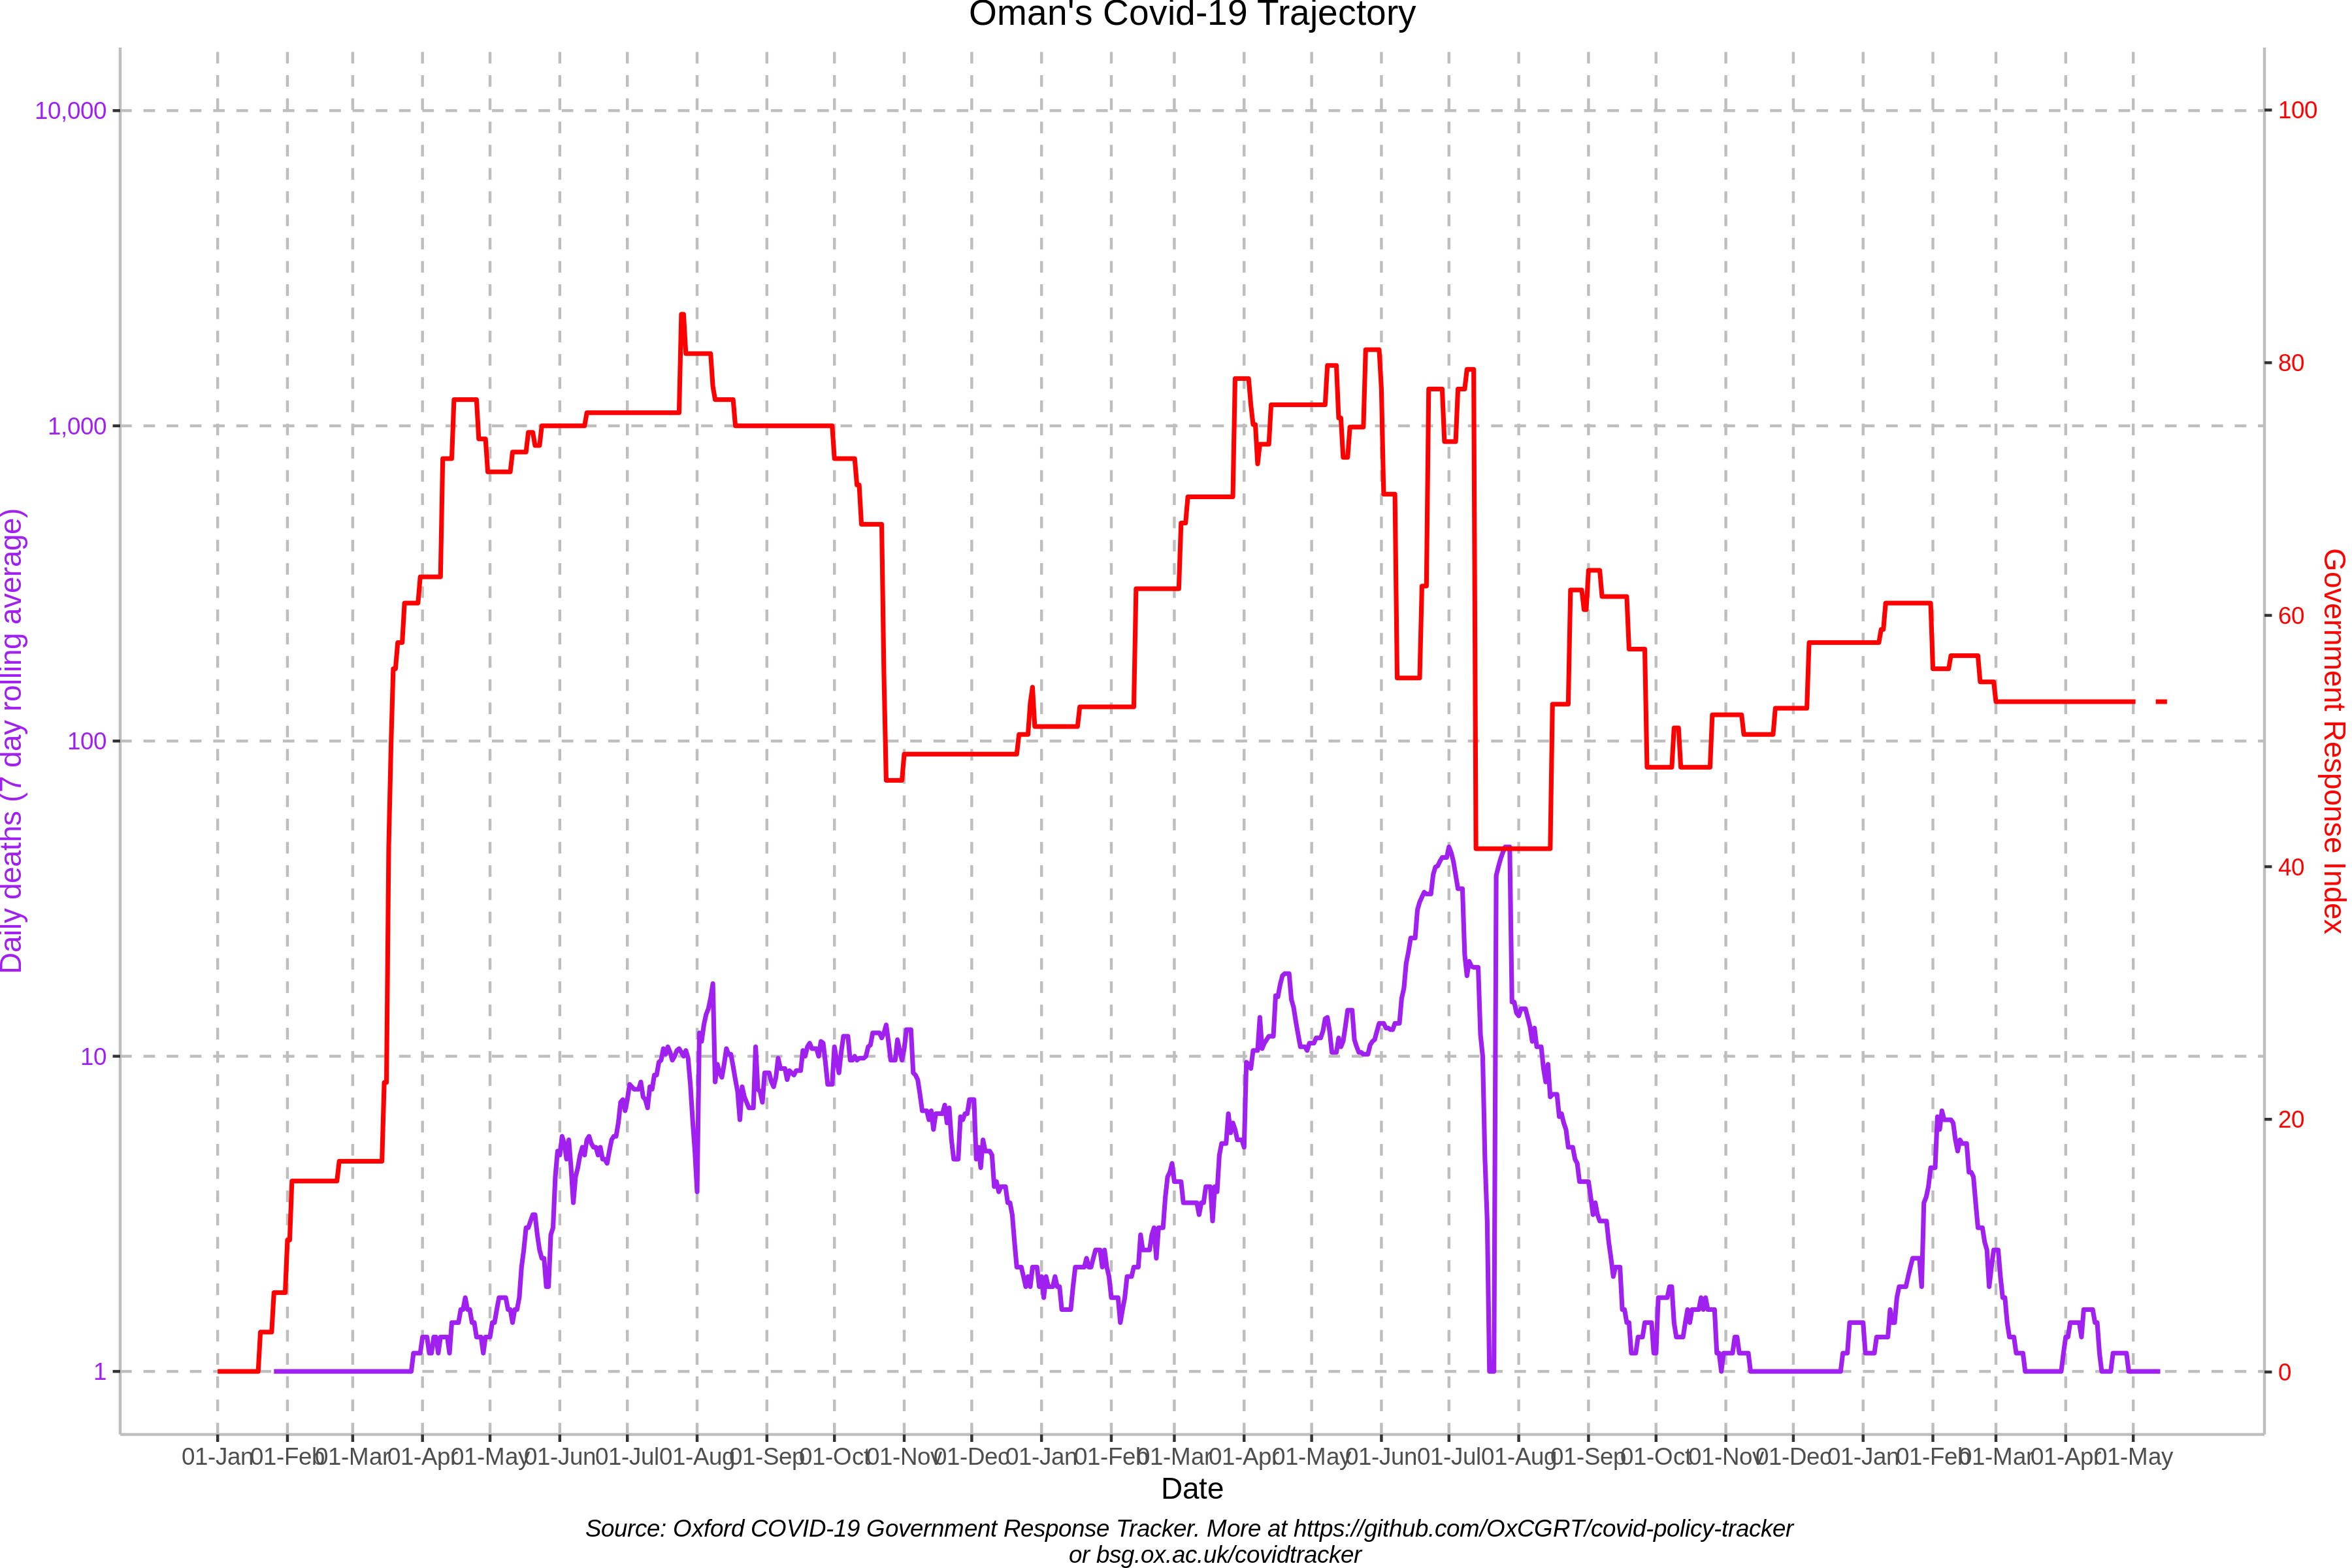 Oman's Covid-19 Trajectory
10,000
1,000
100
10
1
Daily deaths (7 day rolling average)
100
80
60
40
20
0
Government Response Index
01-Jan 01-Feb 01-Mar 01-Apr 01-May 01-Jun 01-Jul 01-Aug 01-Sep 01-Oct 01-Nov 01-Dec 01-Jan 01-Feb 01-Mar 01-Apr 01-May 01-Jun 01-Jul 01-Aug 01-Sep 01-Oct 01-Nov 01-Dec 01-Jan 01-Feb 01-Mar 01-Apr 01-May
Date
Source: Oxford COVID-19 Government Response Tracker. More at https://github.com/OxCGRT/covid-policy-tracker
or bsg.ox.ac.uk/covidtracker